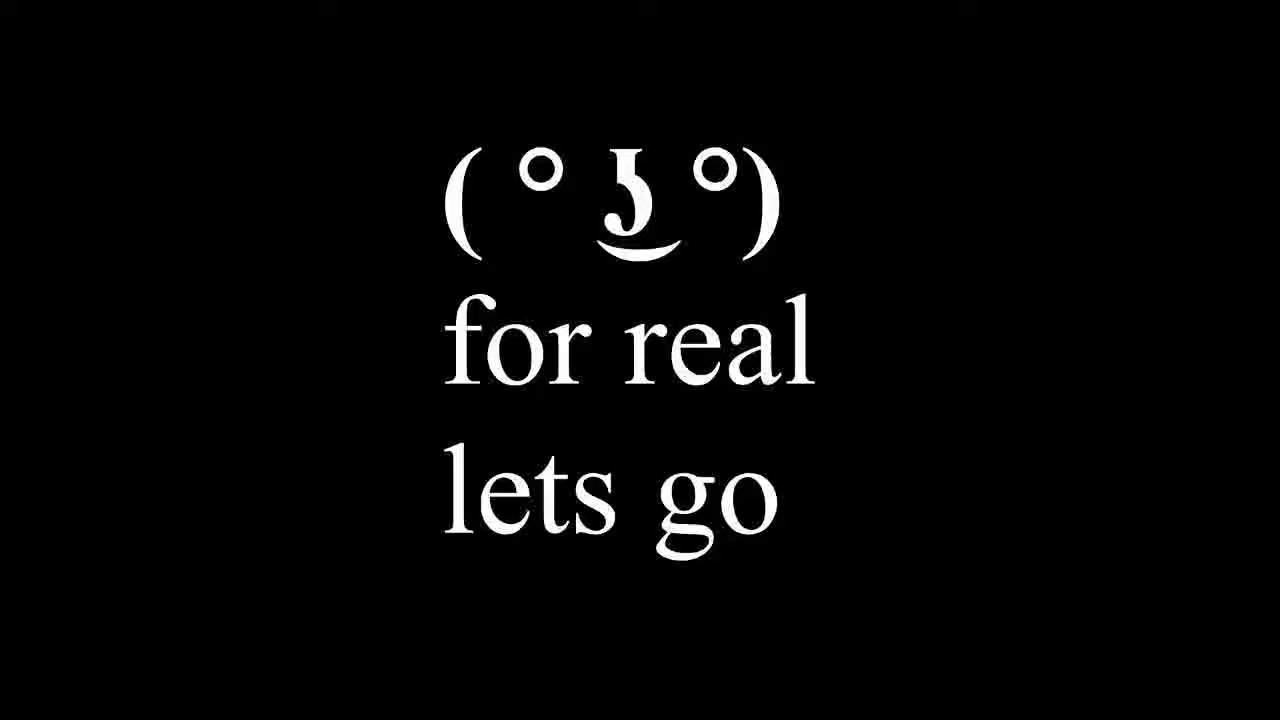 ( ° ʖ̯ °)
for real
lets go